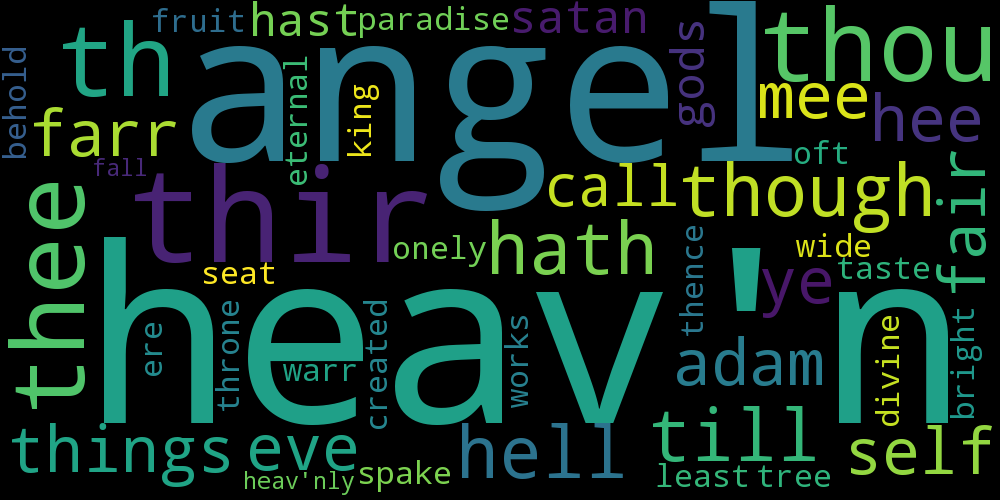 fruit
hast
paradise
satan
th
angel
gods
thou
behold
farr
eternal
king
mee
hee
fall
oft
thee
thir
call
though
fair
onely
hath
thence
wide
ye
taste
seat
heav'n
ere
throne
warr
created
works
adam
divine
bright
things
eve
hell
till
self
heav'nly
spake
least
tree